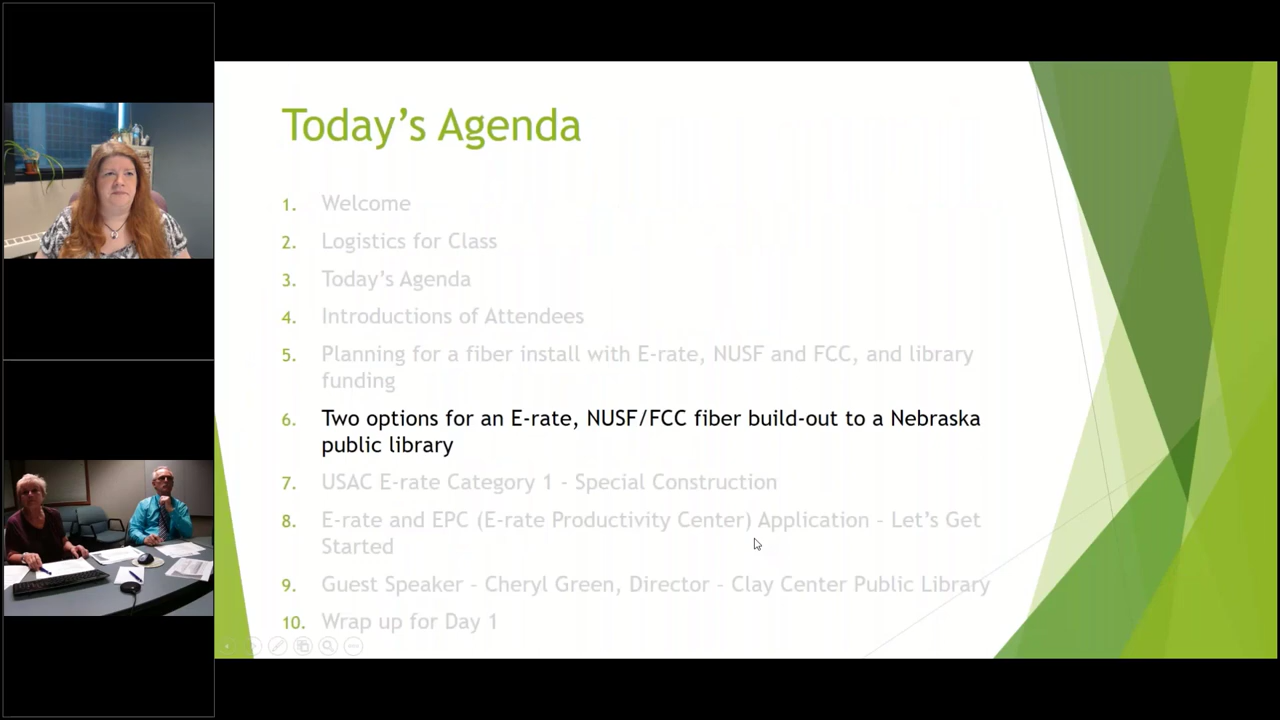 Today's Agenda
1. Welcome
2. Logistics for Class
3. Today's Agenda
4. Introductions of Attendees
5. Planning for a fiber install with E-rate, NUSF and FCC, and library
funding
6. Two options for an E-rate, NUSF/FCC fiber build-out to a Nebraska
public library
7. USAC E-rate Category 1 - Special Construction
8. E-rate and EPC (E-rate Productivity Center) Application - Let's Get
Started
9. Guest Speaker - Cheryl Green, Director - Clay Center Public Library
10. Wrap up for Day 1